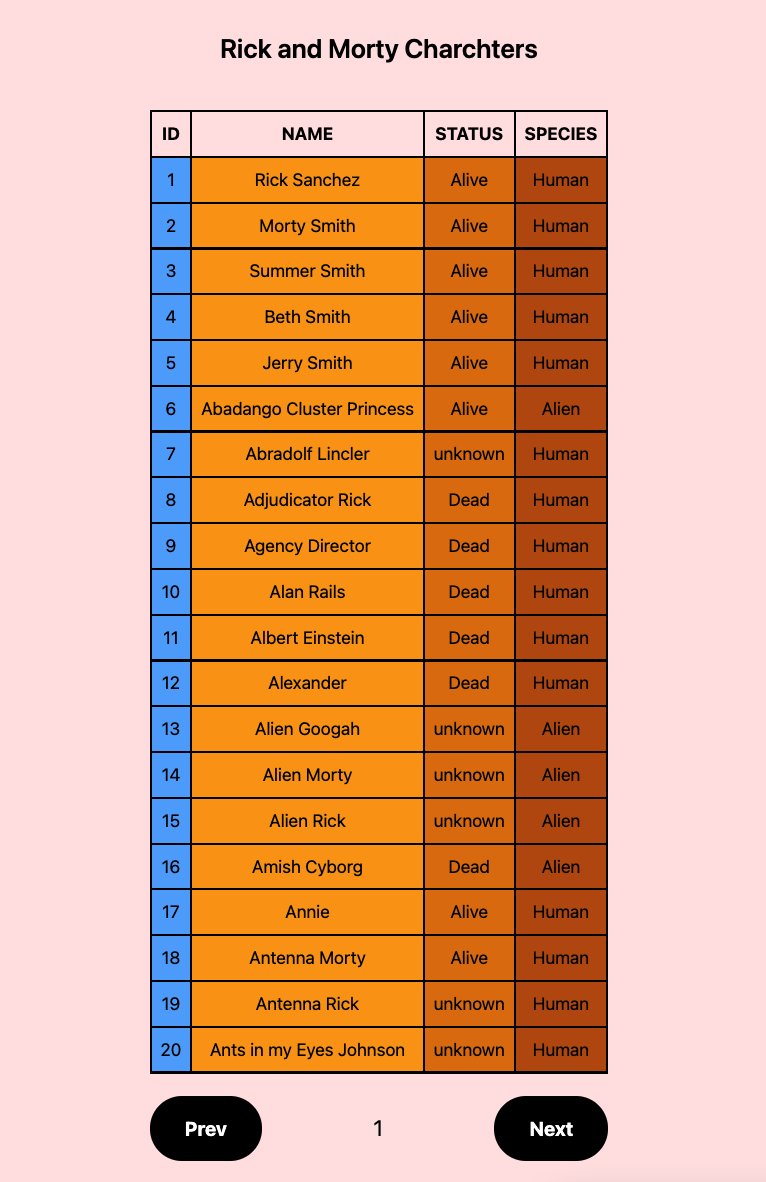 Rick and Morty Charchters
ID NAME STATUS SPECIES
1 Rick Sanchez Alive Human
2 Morty Smith Alive Human
3 Summer Smith Alive Human
4 Beth Smith Alive Human
5 Jerry Smith Alive Human
6 Abadango Cluster Princess Alive Alien
7 Abradolf Lincler unknown Human
8 Adjudicator Rick Dead Human
9 Agency Director Dead Human
10 Alan Rails Dead Human
11 Albert Einstein Dead Human
12 Alexander Dead Human
13 Alien Googah unknown Alien
14 Alien Morty unknown Alien
15 Alien Rick unknown Alien
16 Amish Cyborg Dead Alien
17 Annie Alive Human
18 Antenna Morty Alive Human
19 Antenna Rick unknown Human
20 Ants in my Eyes Johnson unknown Human
Prev 1 Next